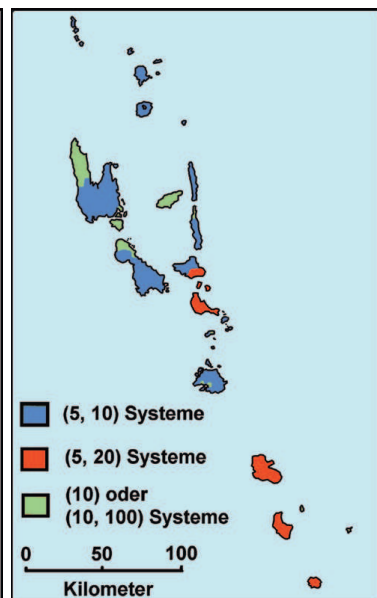 (5, 10) Systeme
(5, 20) Systeme
(10) oder
(10, 100) Systeme
0 50 100
Kilometer